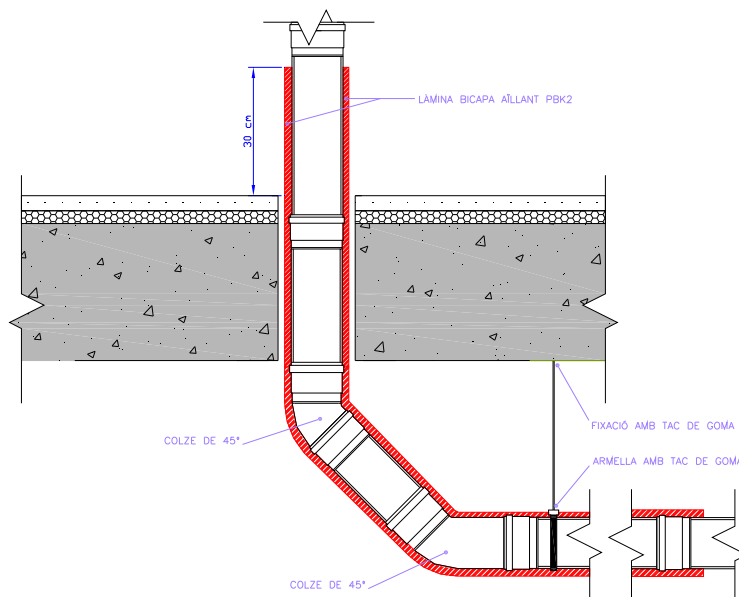 LÀMINA BICAPA AÏLLANT PBK2
30 cm
FIXACIÓ AMB TAC DE GOMA
COLZE DE 45°
ARMELLA AMB TAC DE GOMA
COLZE DE 45°